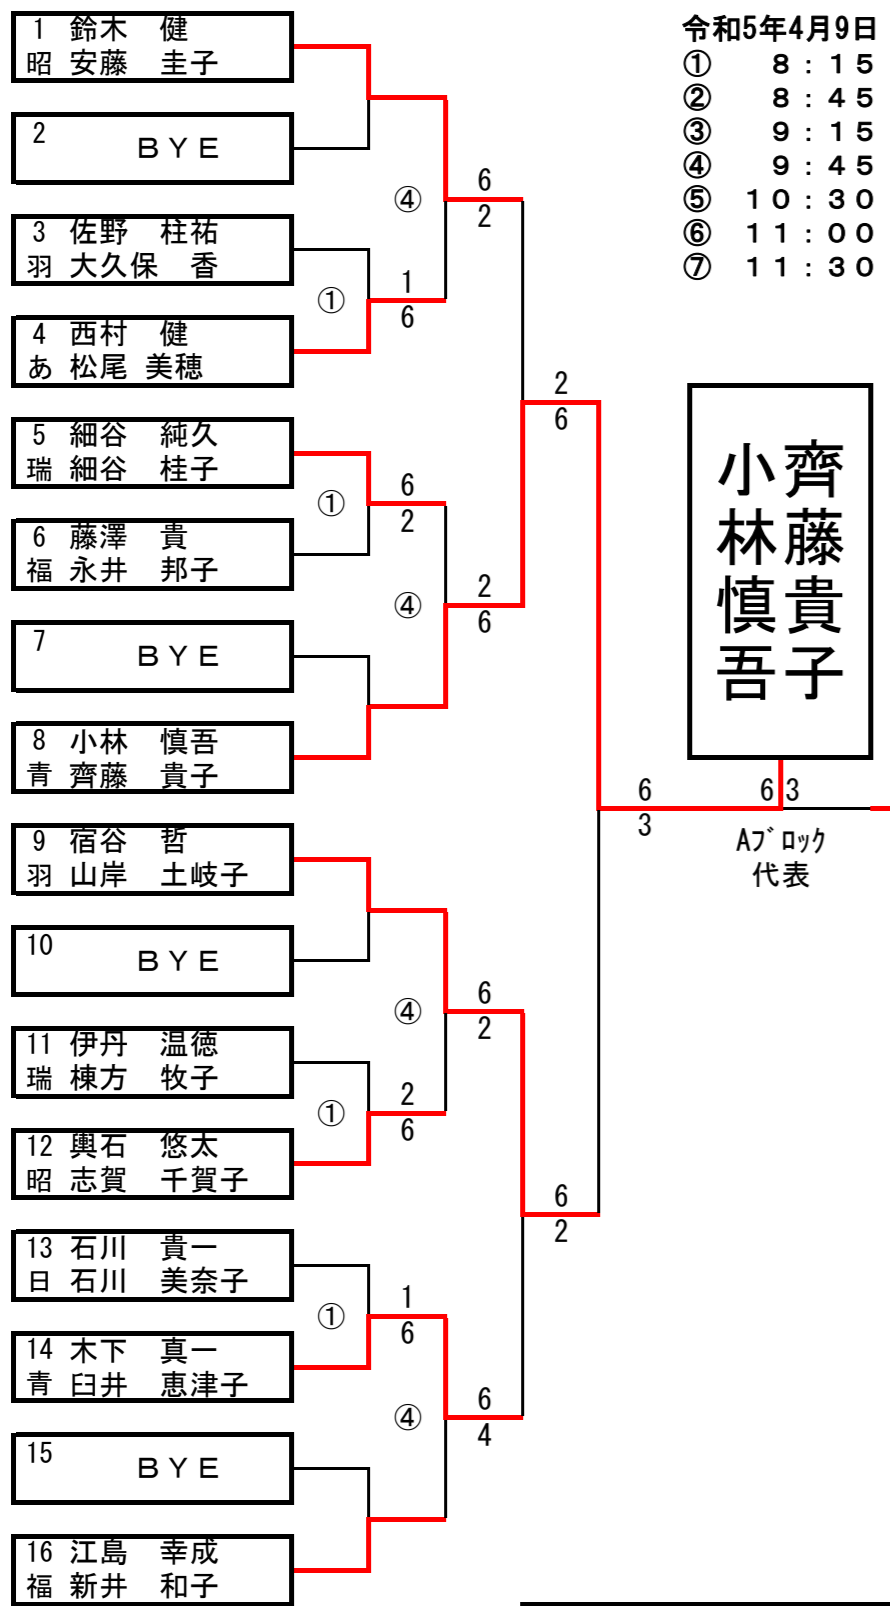 令和5年4月9日
① 8:15
② 8:45
③ 9:15
④ 9:45
⑤ 10:30
⑥ 11:00
⑦ 11:30
1 鈴木 健
昭 安藤 圭子
2 BYE
3 佐野 柱祐
羽 大久保 香
4 西村 健
あ 松尾 美穂
5 細谷 純久
瑞 細谷 桂子
6 藤澤 貴
福 永井 邦子
7 BYE
8 小林 慎吾
青 齊藤 貴子
9 宿谷 哲
羽 山岸 土岐子
10 BYE
11 伊丹 温徳
瑞 棟方 牧子
12 輿石 悠太
昭 志賀 千賀子
13 石川 貴一
日 石川 美奈子
14 木下 真一
青 臼井 恵津子
15 BYE
16 江島 幸成
福 新井 和子
①
1
6
①
6
2
①
2
6
①
1
6
④
6
2
④
2
6
④
6
2
④
6
4
2
6
6
2
6
3
6 3
齊藤貴子
小林慎吾
Aブロック
代表